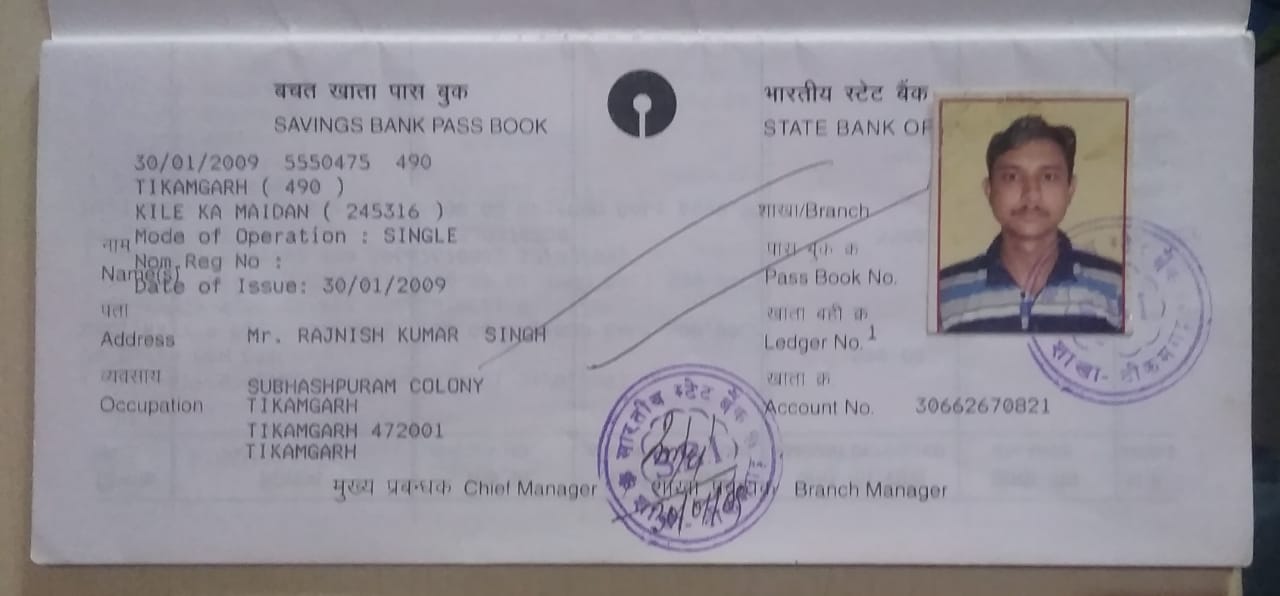 बचत खाता पास बुक
SAVINGS BANK PASS BOOK
भारतीय स्टेट बैंक
STATE BANK OF
30/01/2009 5550475 490
TIKAMGARH ( 490 )
KILE KA MAIDAN ( 245316 )
शाखा/Branch
Mode of Operation : SINGLE
नाम
Nom Reg No :
Name(s)
पास बुक क्र
Pass Book No.
Date of Issue: 30/01/2009
पता
खाता बही क्र
Address
Mr. RAJNISH KUMAR SINGH
Ledger No. 1
व्यवसाय
खाता क्र
SUBHASHPURAM COLONY
Occupation
TIKAMGARH
Account No. 30662670821
TIKAMGARH 472001
TIKAMGARH
मुख्य प्रबन्धक Chief Manager
शाखा Branch Manager
भारतीय स्टेट बैंक
शाखा-